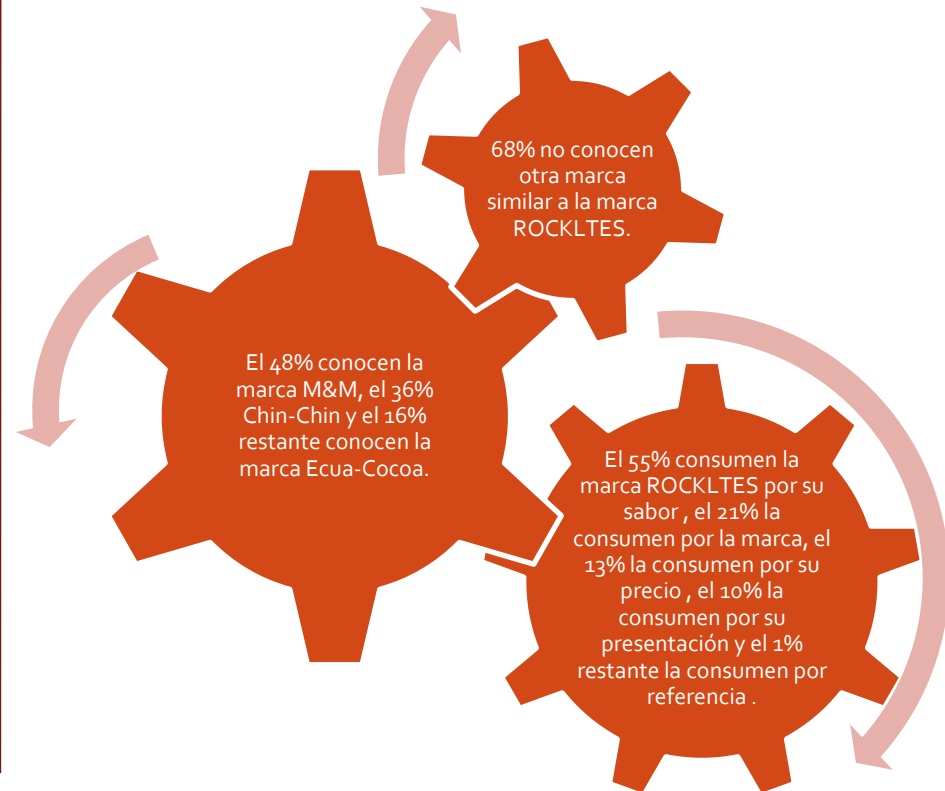 68% no conocen
otra marca
similar a la marca
ROCKLTES.
El 48% conocen la
marca M&M, el 36%
Chin-Chin y el 16%
restante conocen la
marca Ecua-Cocoa.
El 55% consumen la
marca ROCKLTES por su
sabor , el 21% la
consumen por la marca, el
13% la consumen por su
precio , el 10% la
consumen por su
presentación y el 1%
restante la consumen por
referencia .